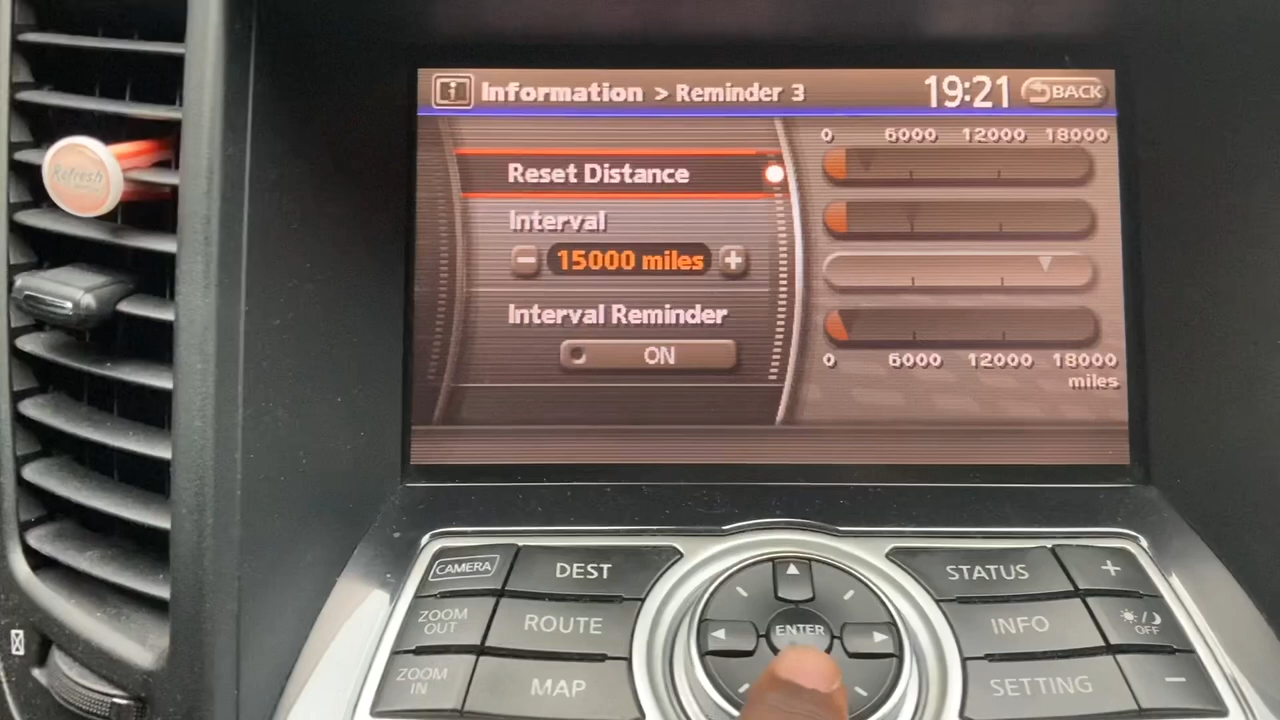 Information > Reminder 3
19:21
BACK
Reset Distance
Interval
− 15000 miles +
Interval Reminder
ON
0 6000 12000 18000
0 6000 12000 18000
miles
Refresh
CAMERA
DEST
STATUS
+
ZOOM OUT
ROUTE
ENTER
INFO
OFF
ZOOM IN
MAP
SETTING
−